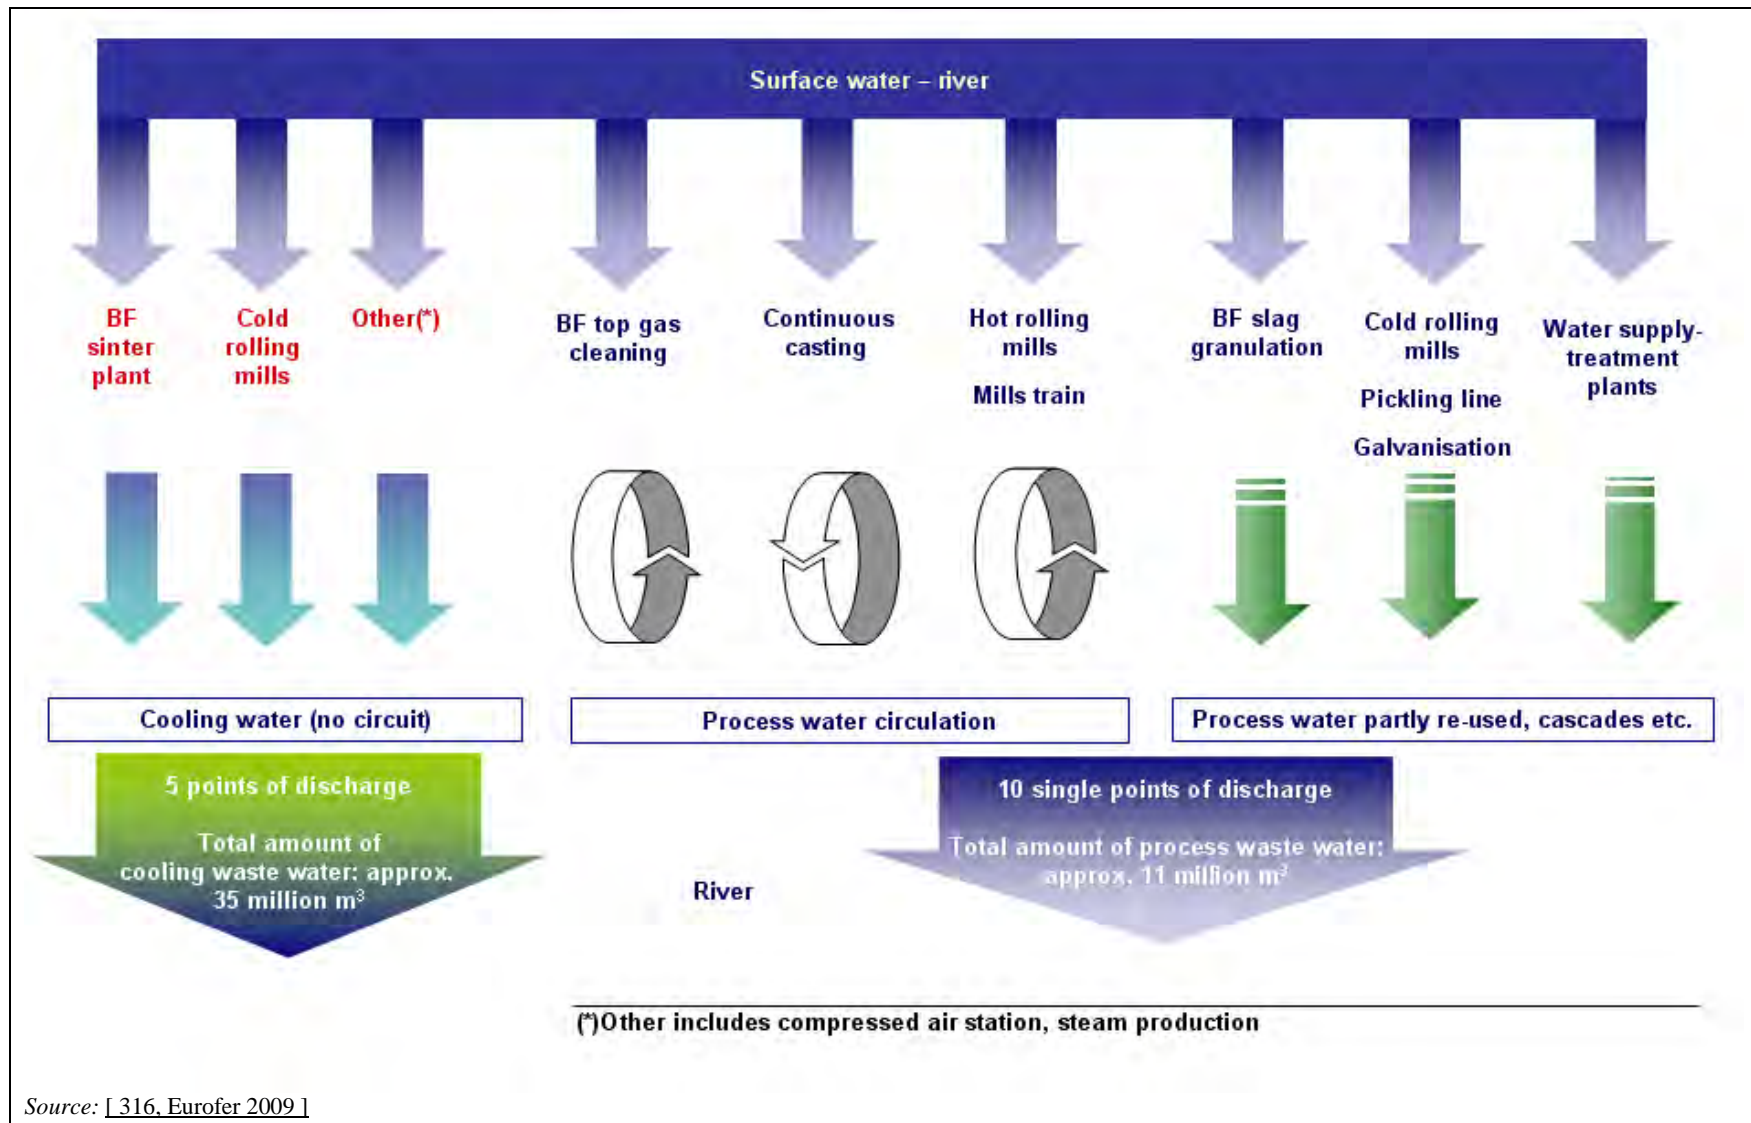 Surface water – river
BF
sinter
plant
Cold
rolling
mills
Other(*)
BF top gas
cleaning
Continuous
casting
Hot rolling
mills
Mills train
BF slag
granulation
Cold rolling
mills
Pickling line
Galvanisation
Water supply-
treatment
plants
Cooling water (no circuit)
Process water circulation
Process water partly re-used, cascades etc.
5 points of discharge
Total amount of
cooling waste water: approx.
35 million m³
River
10 single points of discharge
Total amount of process waste water:
approx. 11 million m³
(*)Other includes compressed air station, steam production
Source: [ 316, Eurofer 2009 ]